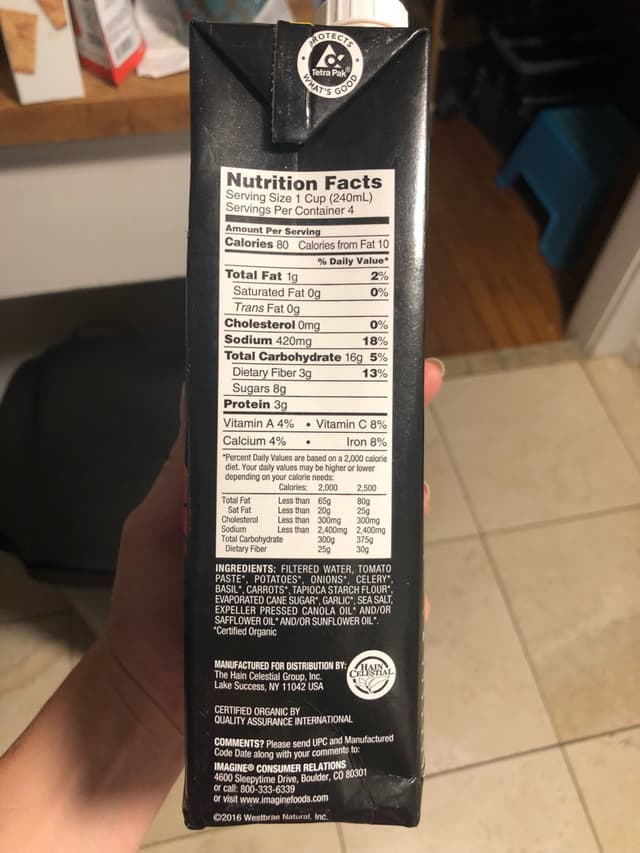 PROTECTS
Tetra Pak®
WHAT'S GOOD
Nutrition Facts
Serving Size 1 Cup (240mL)
Servings Per Container 4
Amount Per Serving
Calories 80 Calories from Fat 10
% Daily Value*
Total Fat 1g 2%
Saturated Fat 0g 0%
Trans Fat 0g
Cholesterol 0mg 0%
Sodium 420mg 18%
Total Carbohydrate 16g 5%
Dietary Fiber 3g 13%
Sugars 8g
Protein 3g
Vitamin A 4% • Vitamin C 8%
Calcium 4% • Iron 8%
*Percent Daily Values are based on a 2,000 calorie
diet. Your daily values may be higher or lower
depending on your calorie needs:
Calories: 2,000 2,500
Total Fat Less than 65g 80g
Sat Fat Less than 20g 25g
Cholesterol Less than 300mg 300mg
Sodium Less than 2,400mg 2,400mg
Total Carbohydrate 300g 375g
Dietary Fiber 25g 30g
INGREDIENTS: FILTERED WATER, TOMATO
PASTE*, POTATOES*, ONIONS*, CELERY*,
BASIL*, CARROTS*, TAPIOCA STARCH FLOUR*,
EVAPORATED CANE SUGAR*, GARLIC*, SEA SALT,
EXPELLER PRESSED CANOLA OIL* AND/OR
SAFFLOWER OIL* AND/OR SUNFLOWER OIL*.
*Certified Organic
MANUFACTURED FOR DISTRIBUTION BY:
The Hain Celestial Group, Inc.
Lake Success, NY 11042 USA
HAIN
CELESTIAL
CERTIFIED ORGANIC BY
QUALITY ASSURANCE INTERNATIONAL
COMMENTS? Please send UPC and Manufactured
Code Date along with your comments to:
IMAGINE® CONSUMER RELATIONS
4600 Sleepytime Drive, Boulder, CO 80301
or call: 800-333-6339
or visit www.imaginefoods.com
©2016 Westbrae Natural, Inc.